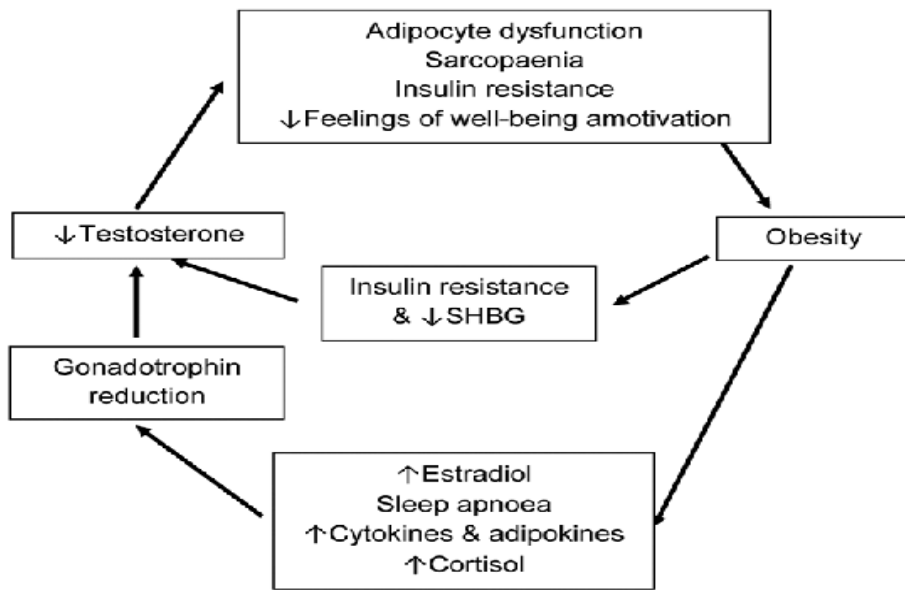 Adipocyte dysfunction
Sarcopaenia
Insulin resistance
↓Feelings of well-being amotivation
↓Testosterone
Obesity
Insulin resistance
& ↓SHBG
Gonadotrophin
reduction
↑Estradiol
Sleep apnoea
↑Cytokines & adipokines
↑Cortisol